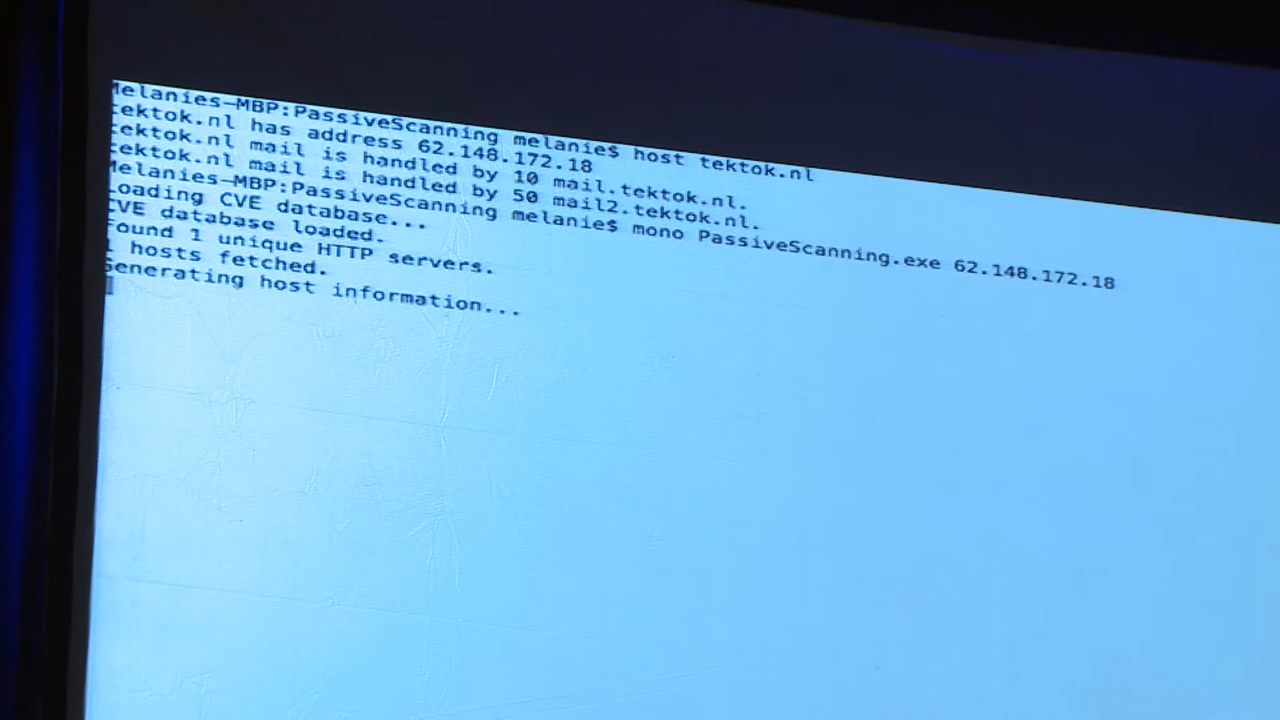 Melanies-MBP:PassiveScanning melanie$ host tektok.nl
tektok.nl has address 62.148.172.18
tektok.nl mail is handled by 10 mail.tektok.nl.
tektok.nl mail is handled by 50 mail2.tektok.nl.
Melanies-MBP:PassiveScanning melanie$ mono PassiveScanning.exe 62.148.172.18
Loading CVE database...
CVE database loaded.
Found 1 unique HTTP servers.
1 hosts fetched.
Generating host information...